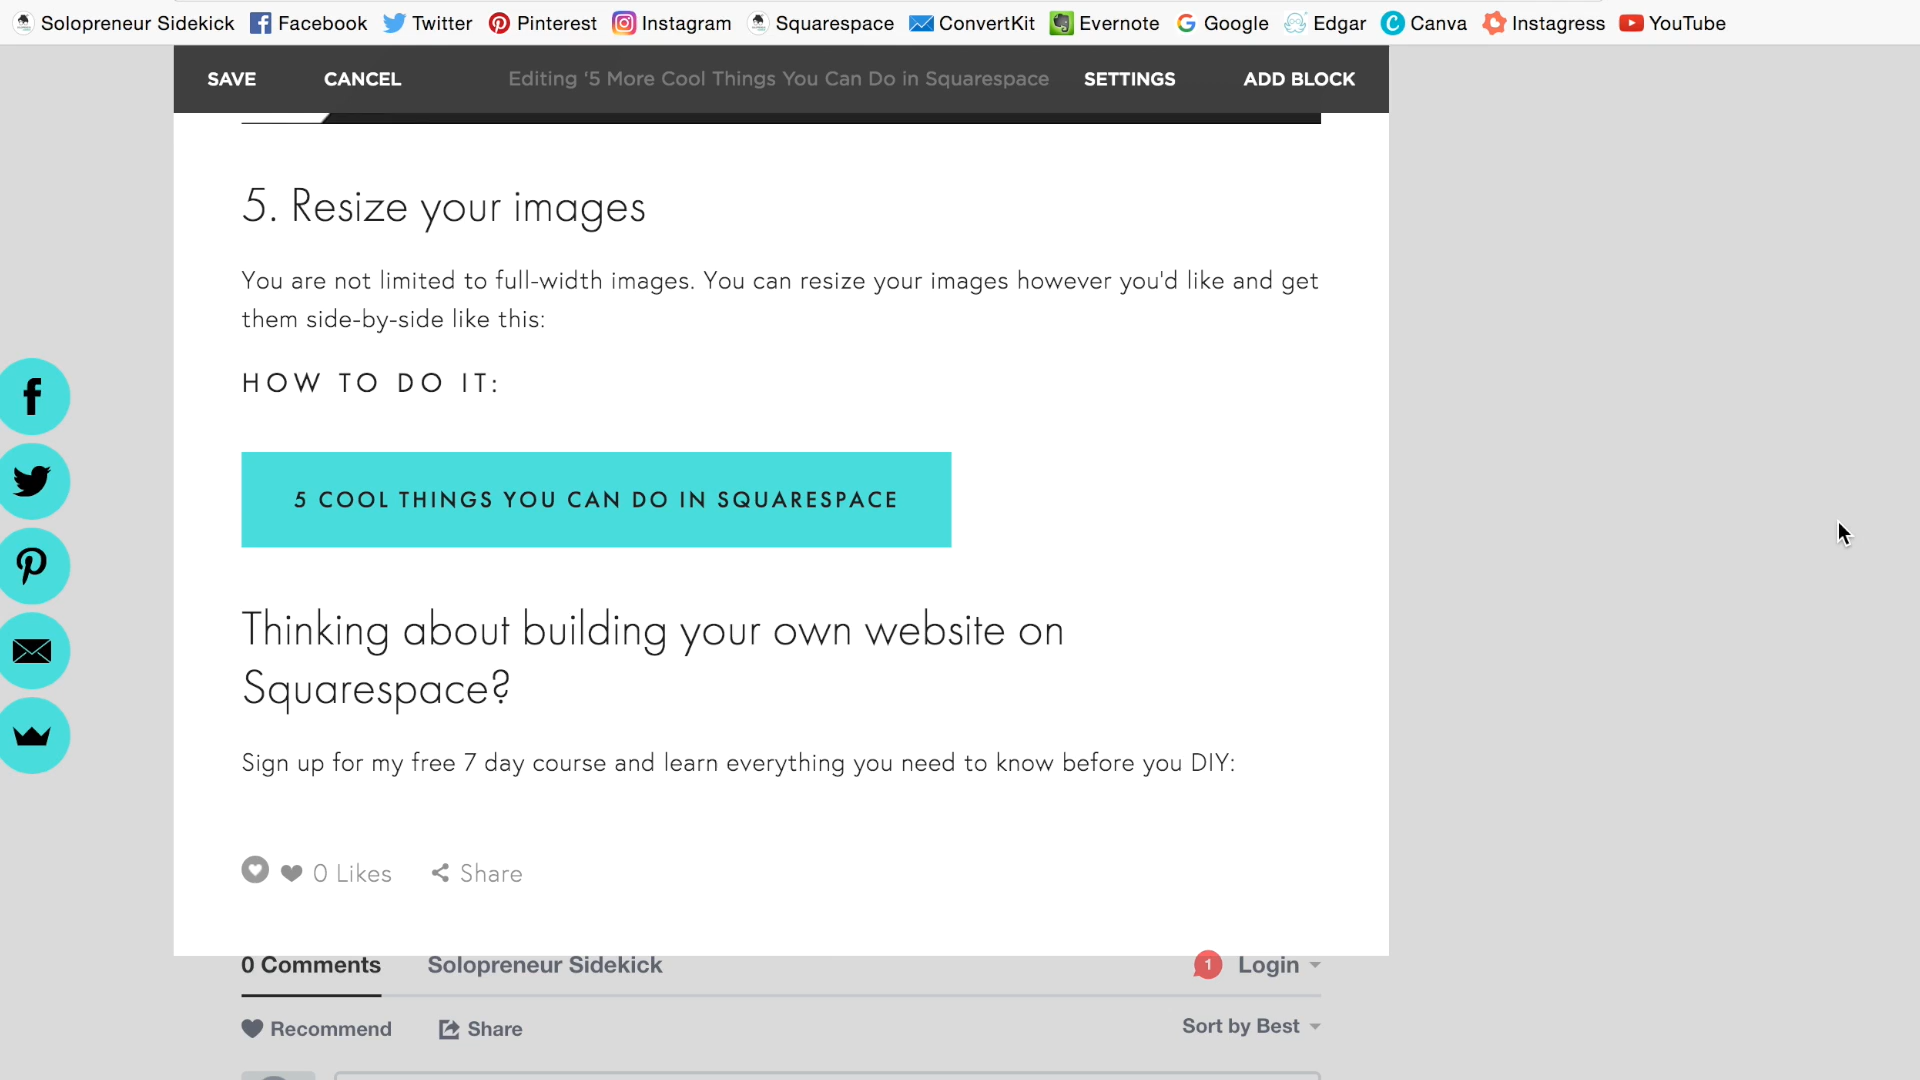 Solopreneur Sidekick Facebook Twitter Pinterest Instagram Squarespace ConvertKit Evernote Google Edgar Canva Instagress YouTube
SAVE CANCEL Editing '5 More Cool Things You Can Do in Squarespace SETTINGS ADD BLOCK
5. Resize your images
You are not limited to full-width images. You can resize your images however you'd like and get
them side-by-side like this:
HOW TO DO IT:
5 COOL THINGS YOU CAN DO IN SQUARESPACE
Thinking about building your own website on
Squarespace?
Sign up for my free 7 day course and learn everything you need to know before you DIY:
0 Likes Share
0 Comments Solopreneur Sidekick 1 Login
Recommend Share Sort by Best